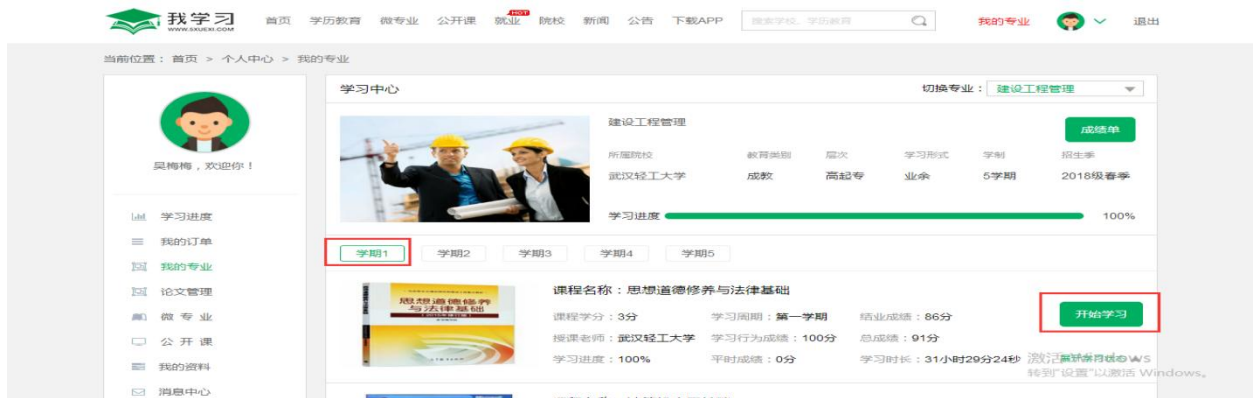 我学习 首页 学历教育 微专业 公开课 就业 HOT 院校 新闻 公告 下载APP 搜索学校、学历教育 我的专业 退出
WWW.5XUEXI.COM
当前位置：首页 > 个人中心 > 我的专业
学习中心 切换专业： 建设工程管理
建设工程管理 成绩单
所属院校 教育类别 层次 学习形式 学制 招生季
武汉轻工大学 成教 高起专 业余 5学期 2018级春季
学习进度 100%
吴梅梅，欢迎你！
学习进度
我的订单
我的专业
论文管理
微 专 业
公 开 课
我的资料
消息中心
学期1 学期2 学期3 学期4 学期5
思想道德修养
与法律基础
课程名称：思想道德修养与法律基础
课程学分：3分 学习周期：第一学期 结业成绩：86分 开始学习
授课老师：武汉轻工大学 学习行为成绩：100分 总成绩：91分
学习进度：100% 平时成绩：0分 学习时长：31小时29分24秒
激活 Windows
转到"设置"以激活 Windows。